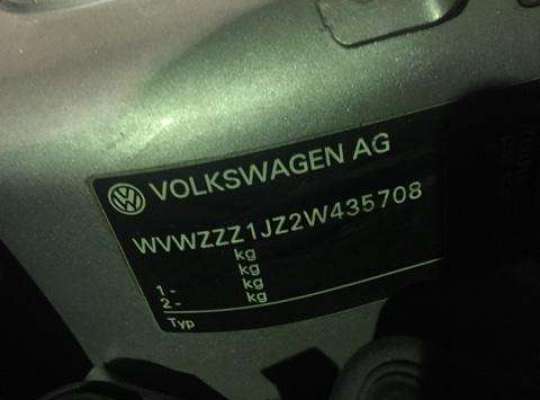 VOLKSWAGEN AG
WVWZZZ1JZ2W435708
kg
kg
1- kg
2- kg
Typ